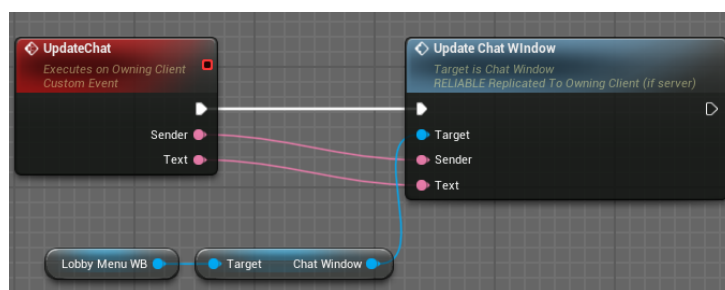 UpdateChat
Executes on Owning Client
Custom Event
Sender
Text
Update Chat WIndow
Target is Chat Window
RELIABLE Replicated To Owning Client (if server)
Target
Sender
Text
Lobby Menu WB
Target Chat Window